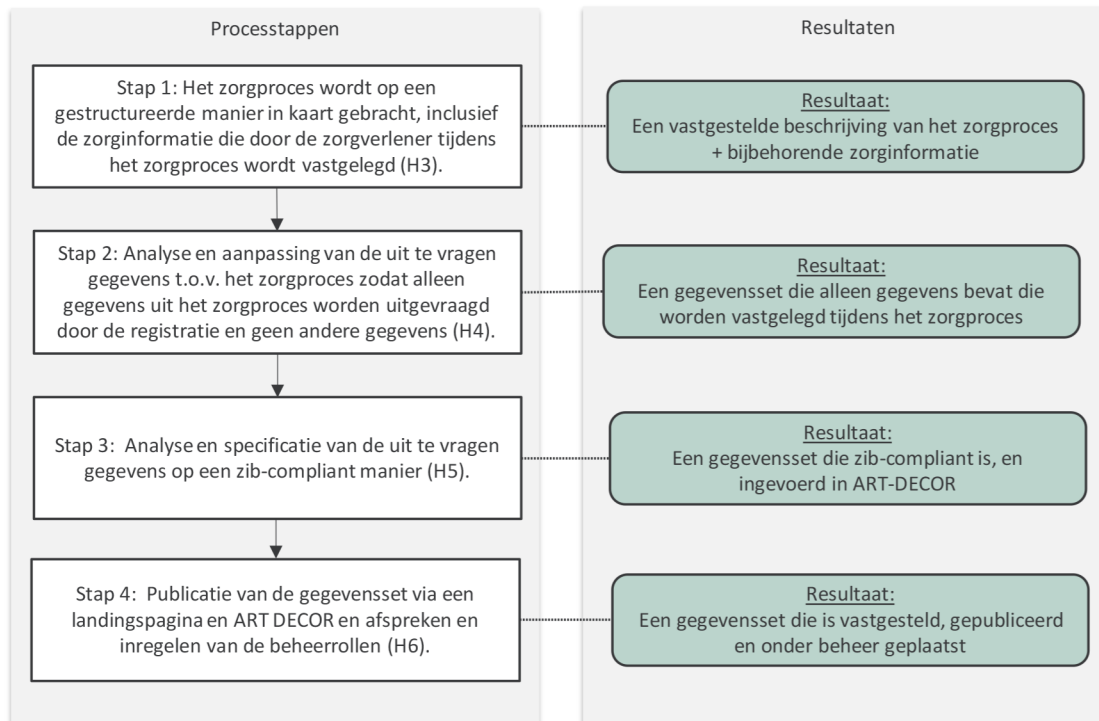 Processtappen
Stap 1: Het zorgproces wordt op een
gestructureerde manier in kaart gebracht, inclusief
de zorginformatie die door de zorgverlener tijdens
het zorgproces wordt vastgelegd (H3).
Stap 2: Analyse en aanpassing van de uit te vragen
gegevens t.o.v. het zorgproces zodat alleen
gegevens uit het zorgproces worden uitgevraagd
door de registratie en geen andere gegevens (H4).
Stap 3: Analyse en specificatie van de uit te vragen
gegevens op een zib-compliant manier (H5).
Stap 4: Publicatie van de gegevensset via een
landingspagina en ART DECOR en afspreken en
inregelen van de beheerrollen (H6).
Resultaten
Resultaat:
Een vastgestelde beschrijving van het zorgproces
+ bijbehorende zorginformatie
Resultaat:
Een gegevensset die alleen gegevens bevat die
worden vastgelegd tijdens het zorgproces
Resultaat:
Een gegevensset die zib-compliant is, en
ingevoerd in ART-DECOR
Resultaat:
Een gegevensset die is vastgesteld, gepubliceerd
en onder beheer geplaatst